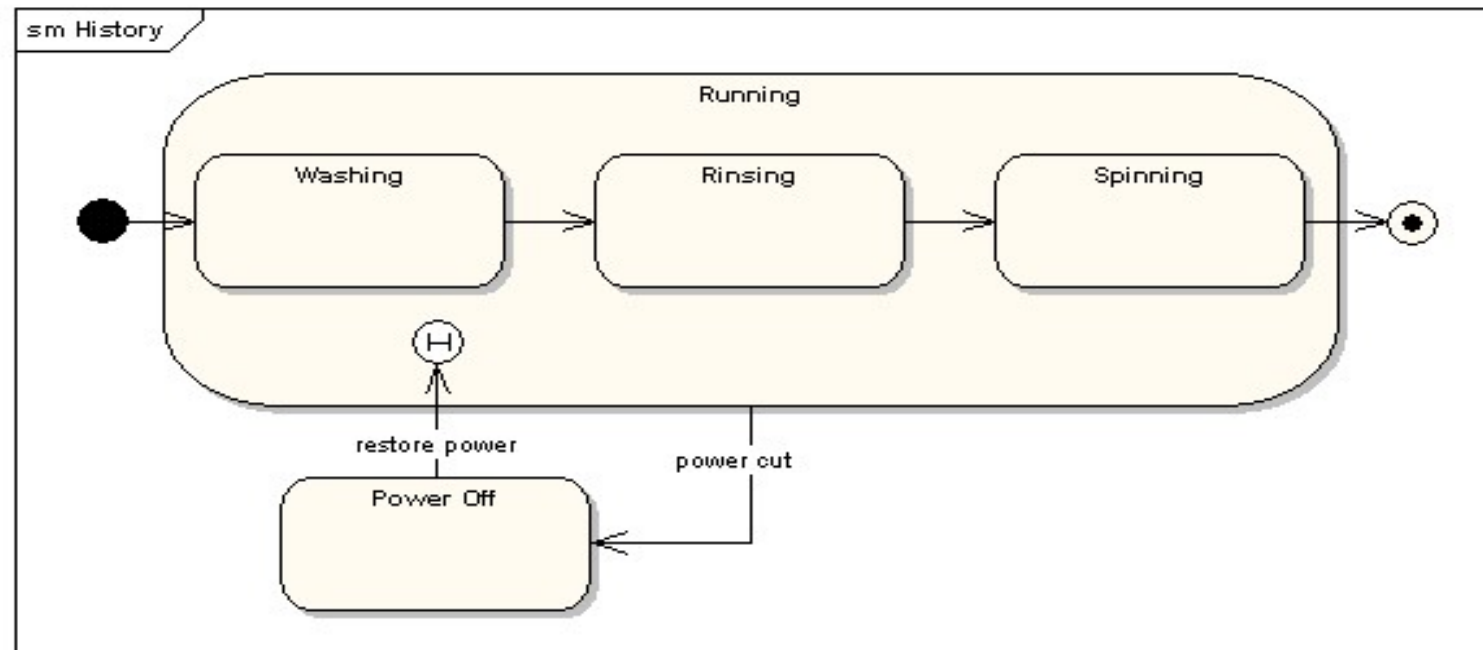 sm History
Running
Washing
Rinsing
Spinning
H
restore power
power cut
Power Off